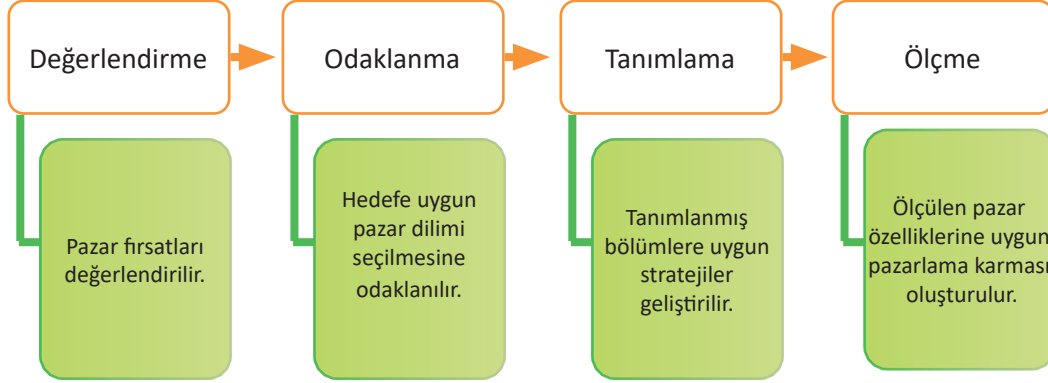 Değerlendirme
Odaklanma
Tanımlama
Ölçme
Pazar fırsatları
değerlendirilir.
Hedefe uygun
pazar dilimi
seçilmesine
odaklanılır.
Tanımlanmış
bölümlere uygun
stratejiler
geliştirilir.
Ölçülen pazar
özelliklerine uygun
pazarlama karması
oluşturulur.